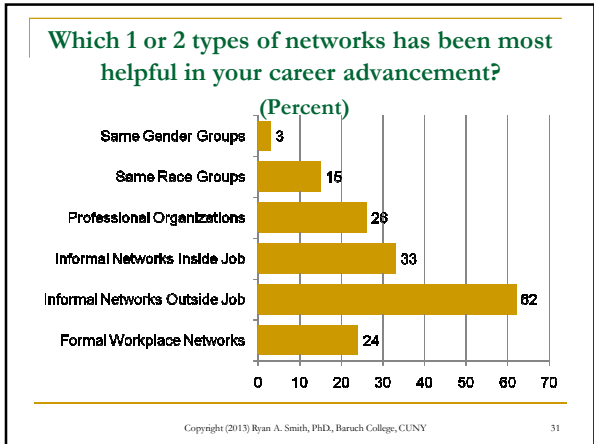 Which 1 or 2 types of networks has been most
helpful in your career advancement?
(Percent)
Same Gender Groups 3
Same Race Groups 15
Professional Organizations 26
Informal Networks Inside Job 33
Informal Networks Outside Job 62
Formal Workplace Networks 24
0 10 20 30 40 50 60 70
Copyright (2013) Ryan A. Smith, PhD., Baruch College, CUNY 31